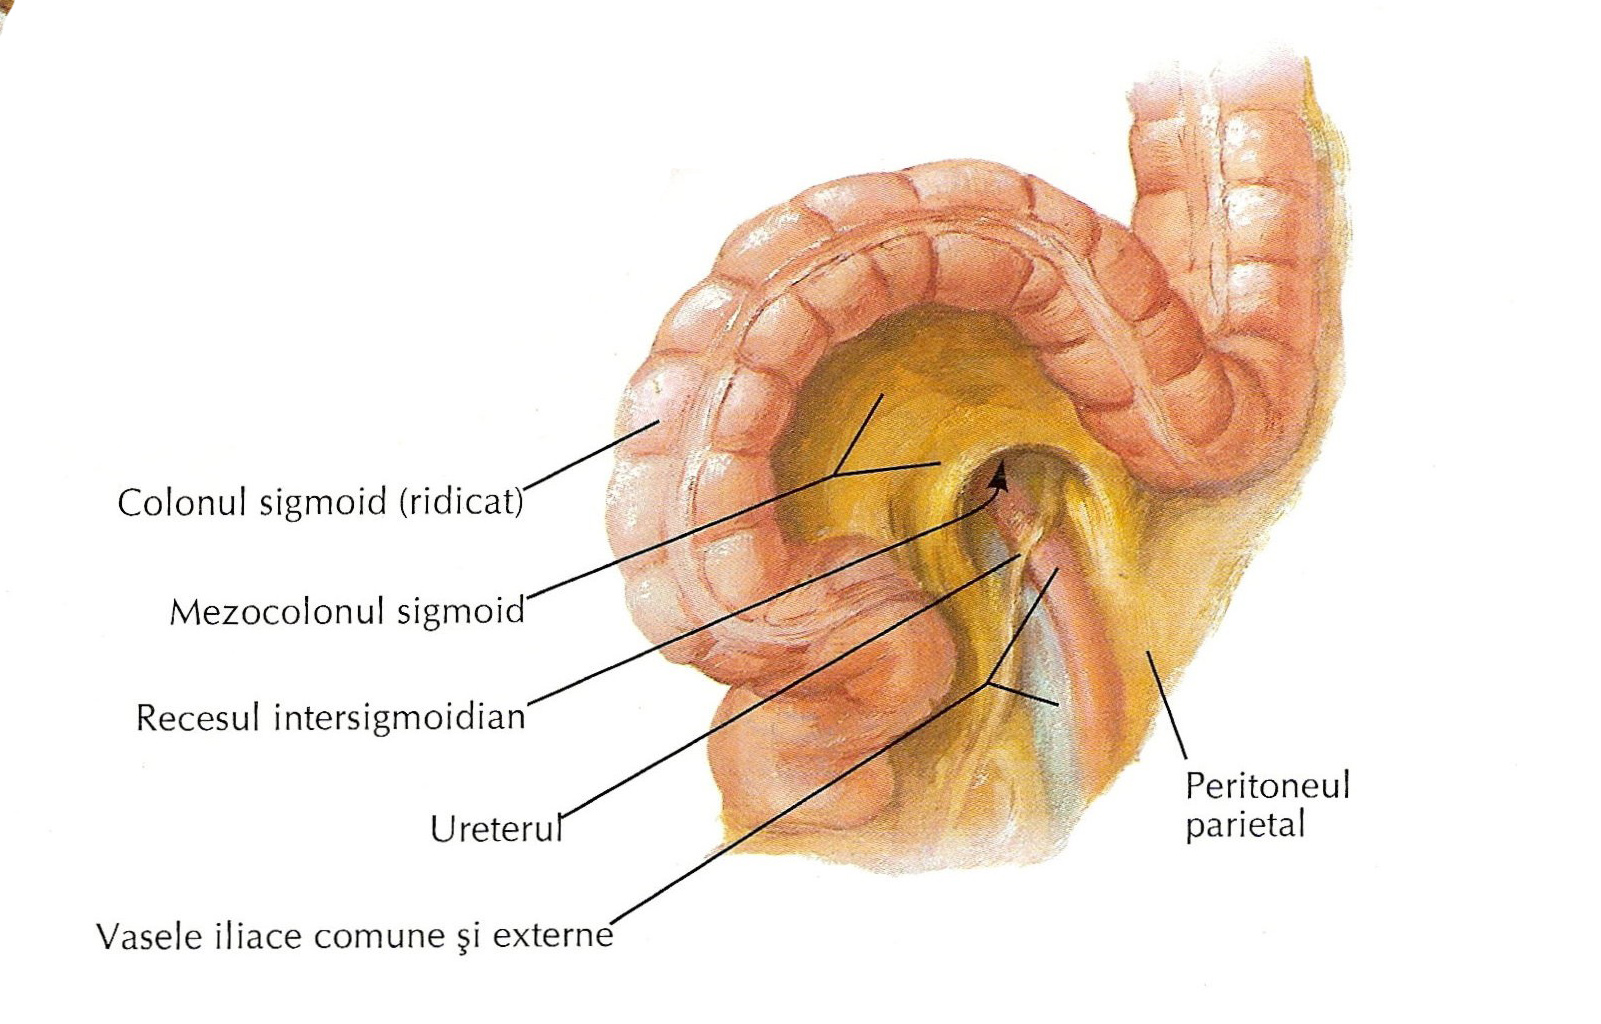 Colonul sigmoid (ridicat)
Mezocolonul sigmoid
Recesul intersigmoidian
Ureterul
Vasele iliace comune şi externe
Peritoneul
parietal